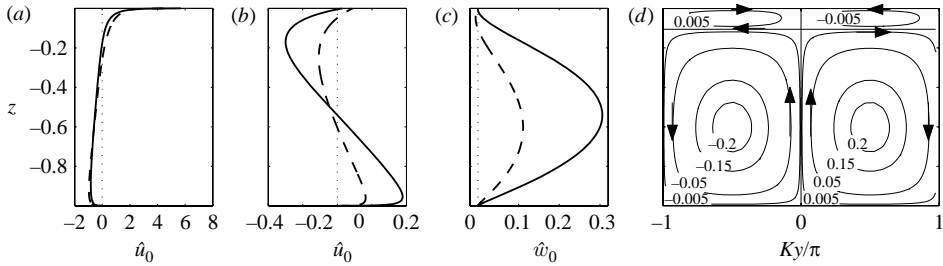 (a)
(b)
(c)
(d)
z
−0.2
−0.4
−0.6
−0.8
−2 0 2 4 6 8
û₀
−0.4 −0.2 0 0.2
û₀
0 0.1 0.2 0.3
ŵ₀
0.005 −0.005
−0.2 0.2
−0.15 0.15
−0.05 0.05
−0.005 0.005
−1 0 1
Ky/π